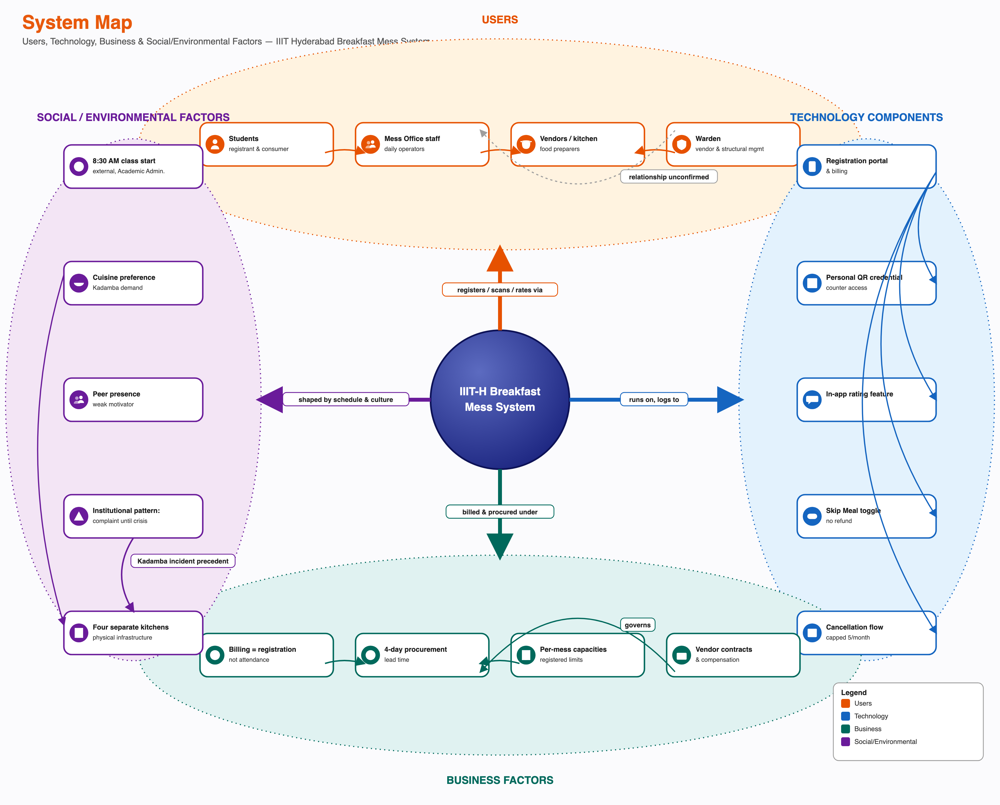 System Map
Users, Technology, Business & Social/Environmental Factors — IIIT Hyderabad Breakfast Mess System
USERS
SOCIAL / ENVIRONMENTAL FACTORS
TECHNOLOGY COMPONENTS
Students
registrant & consumer
Mess Office staff
daily operators
Vendors / kitchen
food preparers
Warden
vendor & structural mgmt
relationship unconfirmed
8:30 AM class start
external, Academic Admin.
Registration portal
& billing
Cuisine preference
Kadamba demand
registers / scans / rates via
Personal QR credential
counter access
Peer presence
weak motivator
shaped by schedule & culture
IIIT-H Breakfast
Mess System
runs on, logs to
In-app rating feature
Institutional pattern:
complaint until crisis
billed & procured under
Skip Meal toggle
no refund
Kadamba incident precedent
Four separate kitchens
physical infrastructure
governs
Cancellation flow
capped 5/month
Billing = registration
not attendance
4-day procurement
lead time
Per-mess capacities
registered limits
Vendor contracts
& compensation
Legend
Users
Technology
Business
Social/Environmental
BUSINESS FACTORS